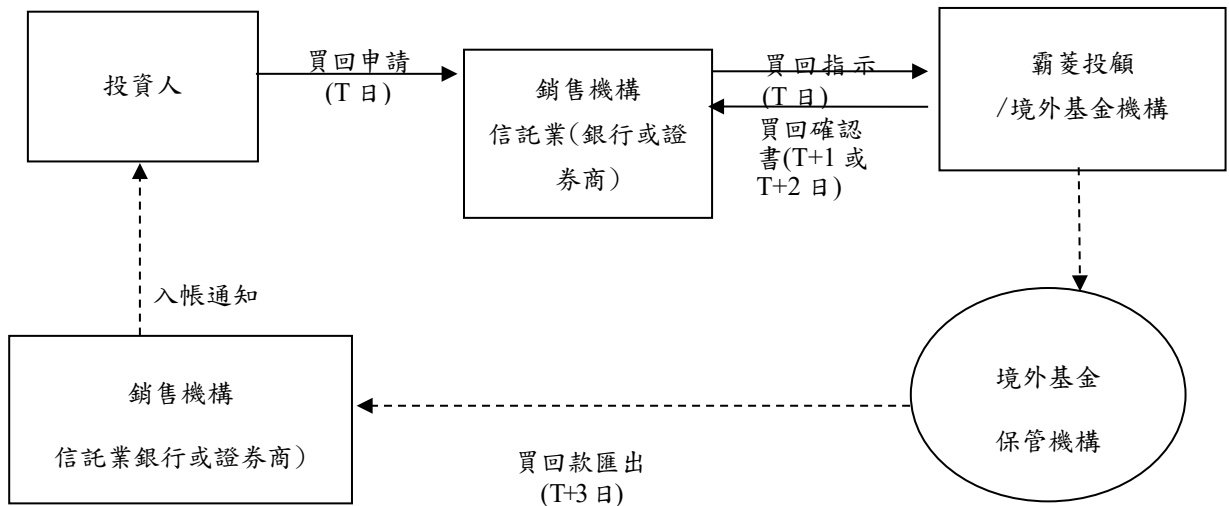 投資人
買回申請
(T 日)
銷售機構
信託業(銀行或證
券商)
買回指示
(T 日)
買回確認
書(T+1 或
T+2 日)
霸菱投顧
/境外基金機構
入帳通知
銷售機構
信託業銀行或證券商)
買回款匯出
(T+3 日)
境外基金
保管機構